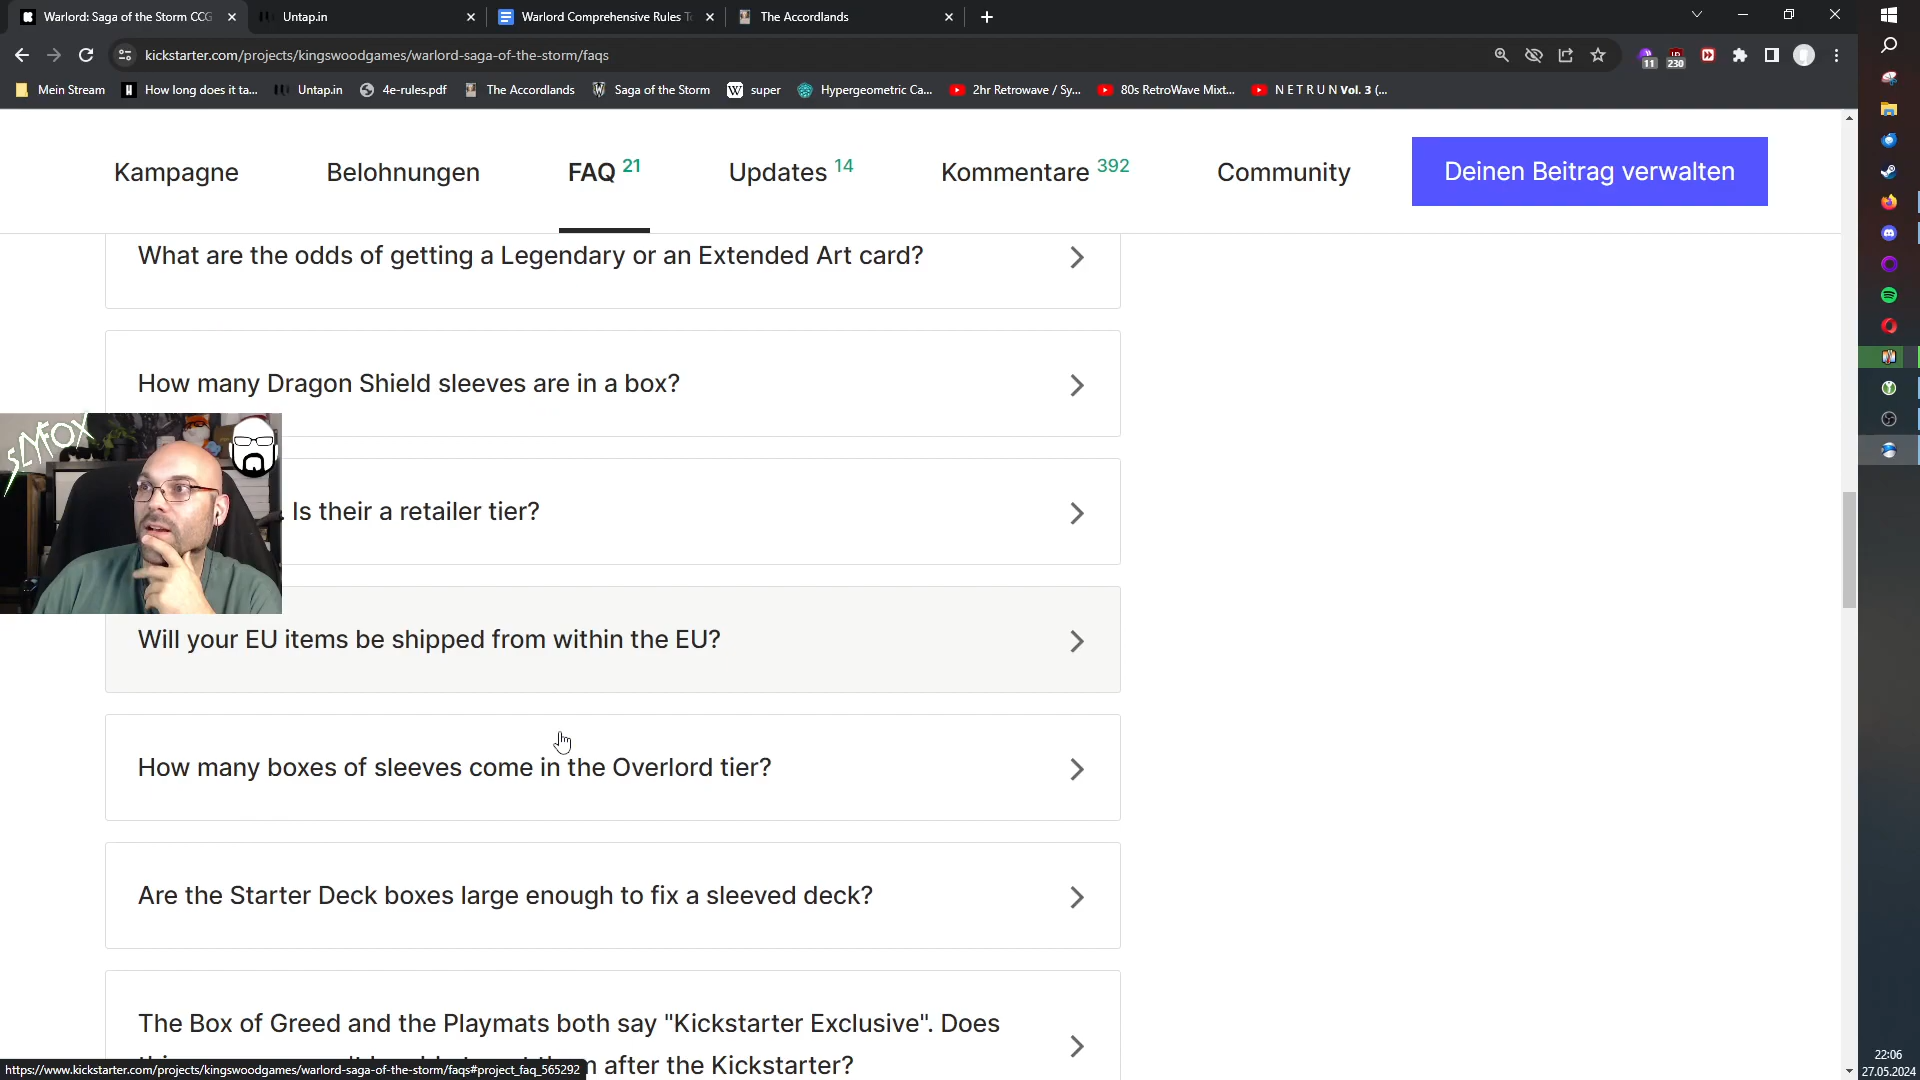 Warlord: Saga of the Storm CCG
Untap.in
Warlord Comprehensive Rules
The Accordlands
kickstarter.com/projects/kingswoodgames/warlord-saga-of-the-storm/faqs
11
230
Mein Stream
How long does it ta...
Untap.in
4e-rules.pdf
The Accordlands
Saga of the Storm
super
Hypergeometric Ca...
2hr Retrowave / Sy...
80s RetroWave Mixt...
N E T R U N Vol. 3 (...
Kampagne
Belohnungen
FAQ 21
Updates 14
Kommentare 392
Community
Deinen Beitrag verwalten
What are the odds of getting a Legendary or an Extended Art card?
How many Dragon Shield sleeves are in a box?
SLYFOX
. Is their a retailer tier?
Will your EU items be shipped from within the EU?
How many boxes of sleeves come in the Overlord tier?
Are the Starter Deck boxes large enough to fix a sleeved deck?
The Box of Greed and the Playmats both say "Kickstarter Exclusive". Does
after the Kickstarter?
https://www.kickstarter.com/projects/kingswoodgames/warlord-saga-of-the-storm/faqs#project_faq_565292
22:06
27.05.2024